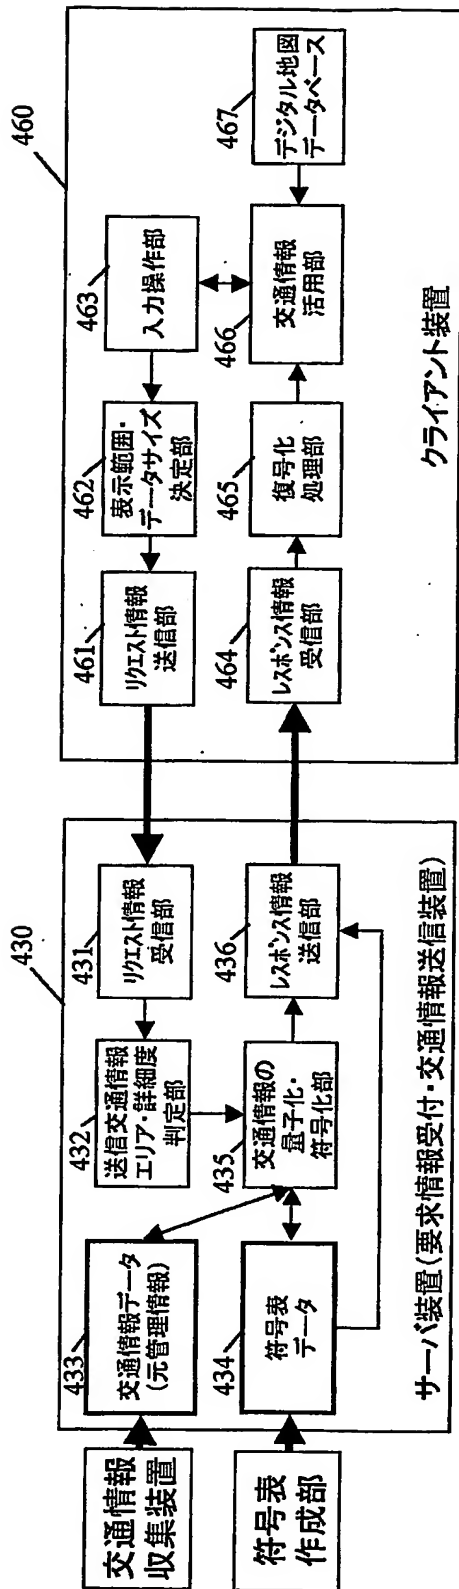 交通情報
収集装置
符号表
作成部
430
433
交通情報データ
(元管理情報)
434
符号表
データ
432
送信交通情報
エリア・詳細度
判定部
431
リクエスト情報
受信部
435
交通情報の
量子化・
符号化部
436
レスポンス情報
送信部
サーバ装置(要求情報受付・交通情報送信装置)
460
461
リクエスト情報
送信部
462
表示範囲・
データサイズ
決定部
463
入力操作部
464
レスポンス情報
受信部
465
復号化
処理部
466
交通情報
活用部
467
デジタル地図
データベース
クライアント装置